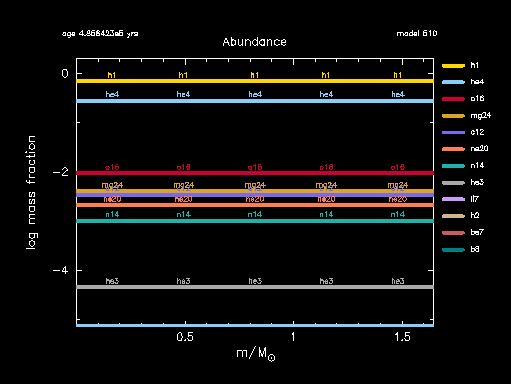 age 4.868423e5 yrs
model 610
Abundance
h1 h1 h1 h1 h1
he4 he4 he4 he4 he4
o16 o16 o16 o16 o16
mg24 mg24 mg24 mg24 mg24
ne20 ne20 ne20 ne20 ne20
n14 n14 n14 n14 n14
he3 he3 he3 he3 he3
0
−2
−4
log mass fraction
0.5 1 1.5
m/M☉
h1
he4
o16
mg24
c12
ne20
n14
he3
li7
h2
be7
b8